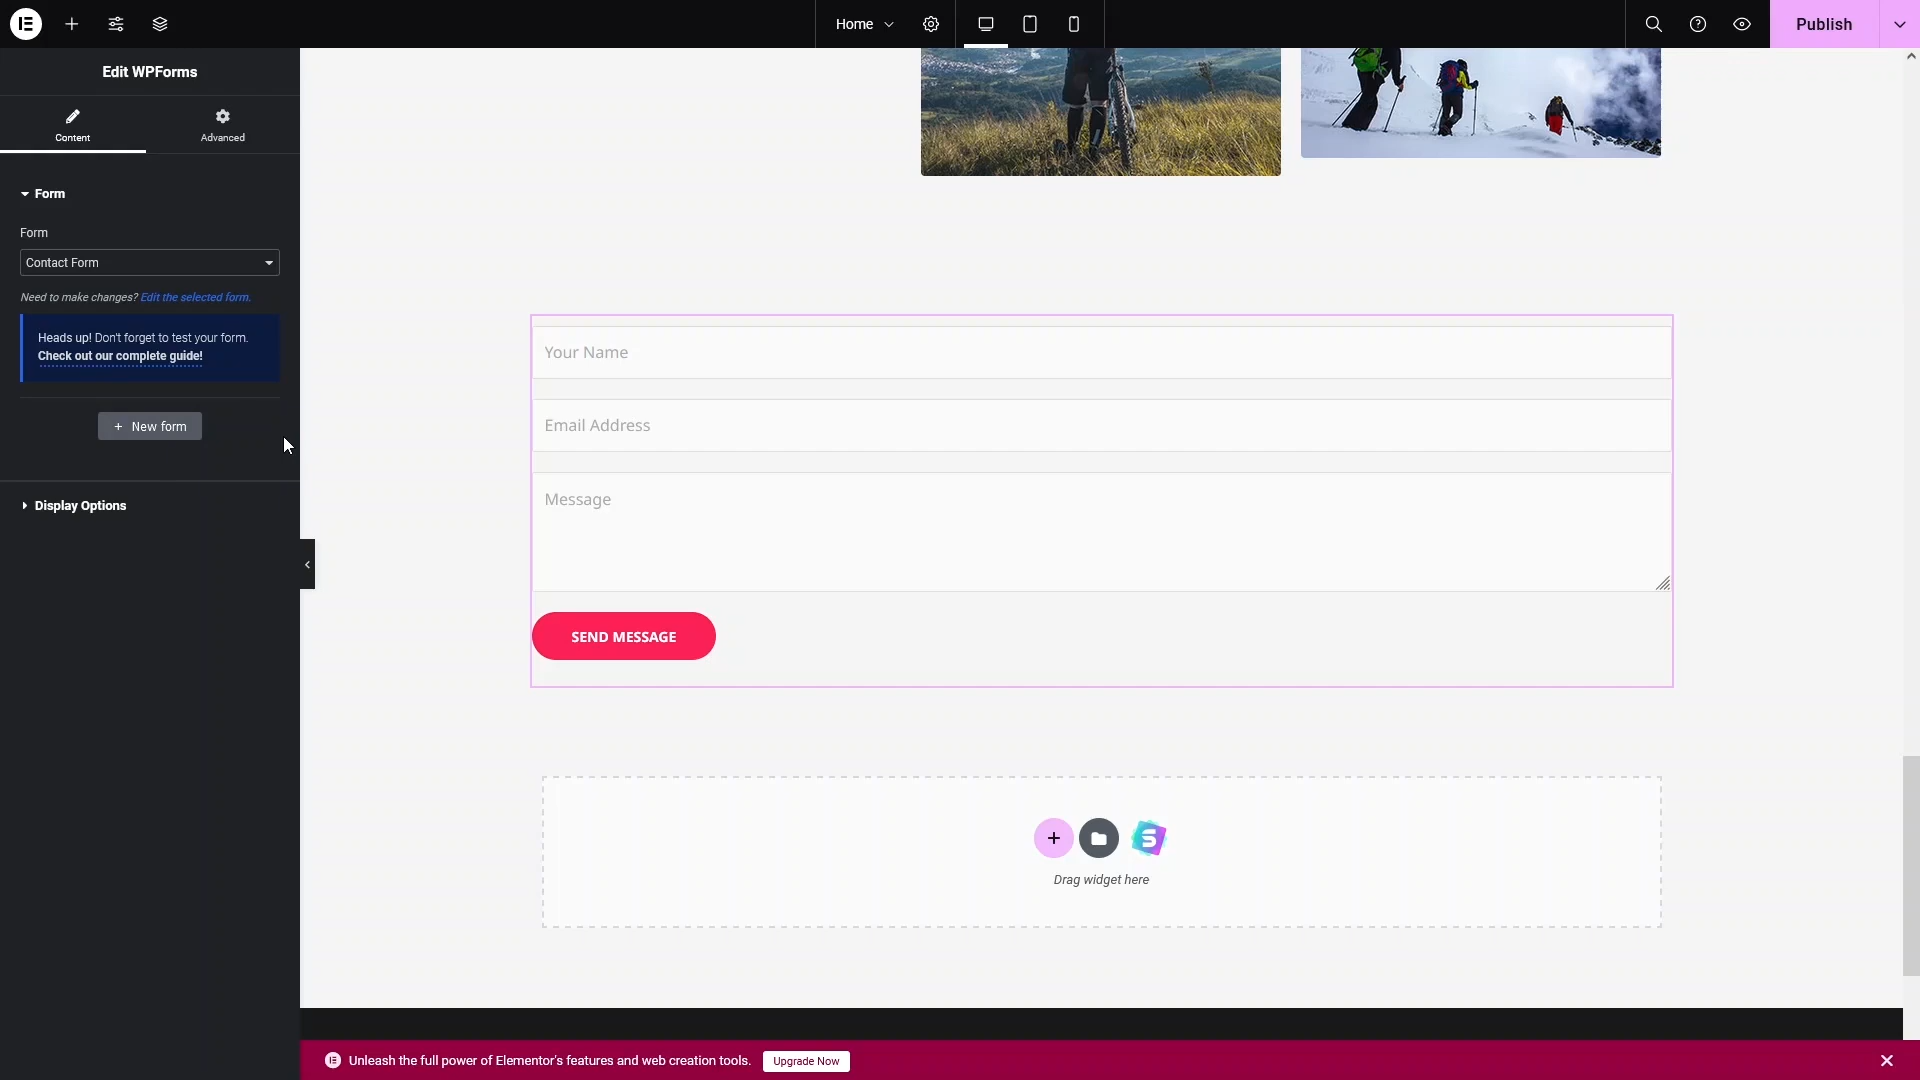 Home
Publish
Edit WPForms
Content
Advanced
Form
Form
Contact Form
Need to make changes? Edit the selected form.
Heads up! Don't forget to test your form.
Check out our complete guide!
+ New form
Display Options
Your Name
Email Address
Message
SEND MESSAGE
Drag widget here
Unleash the full power of Elementor's features and web creation tools.
Upgrade Now